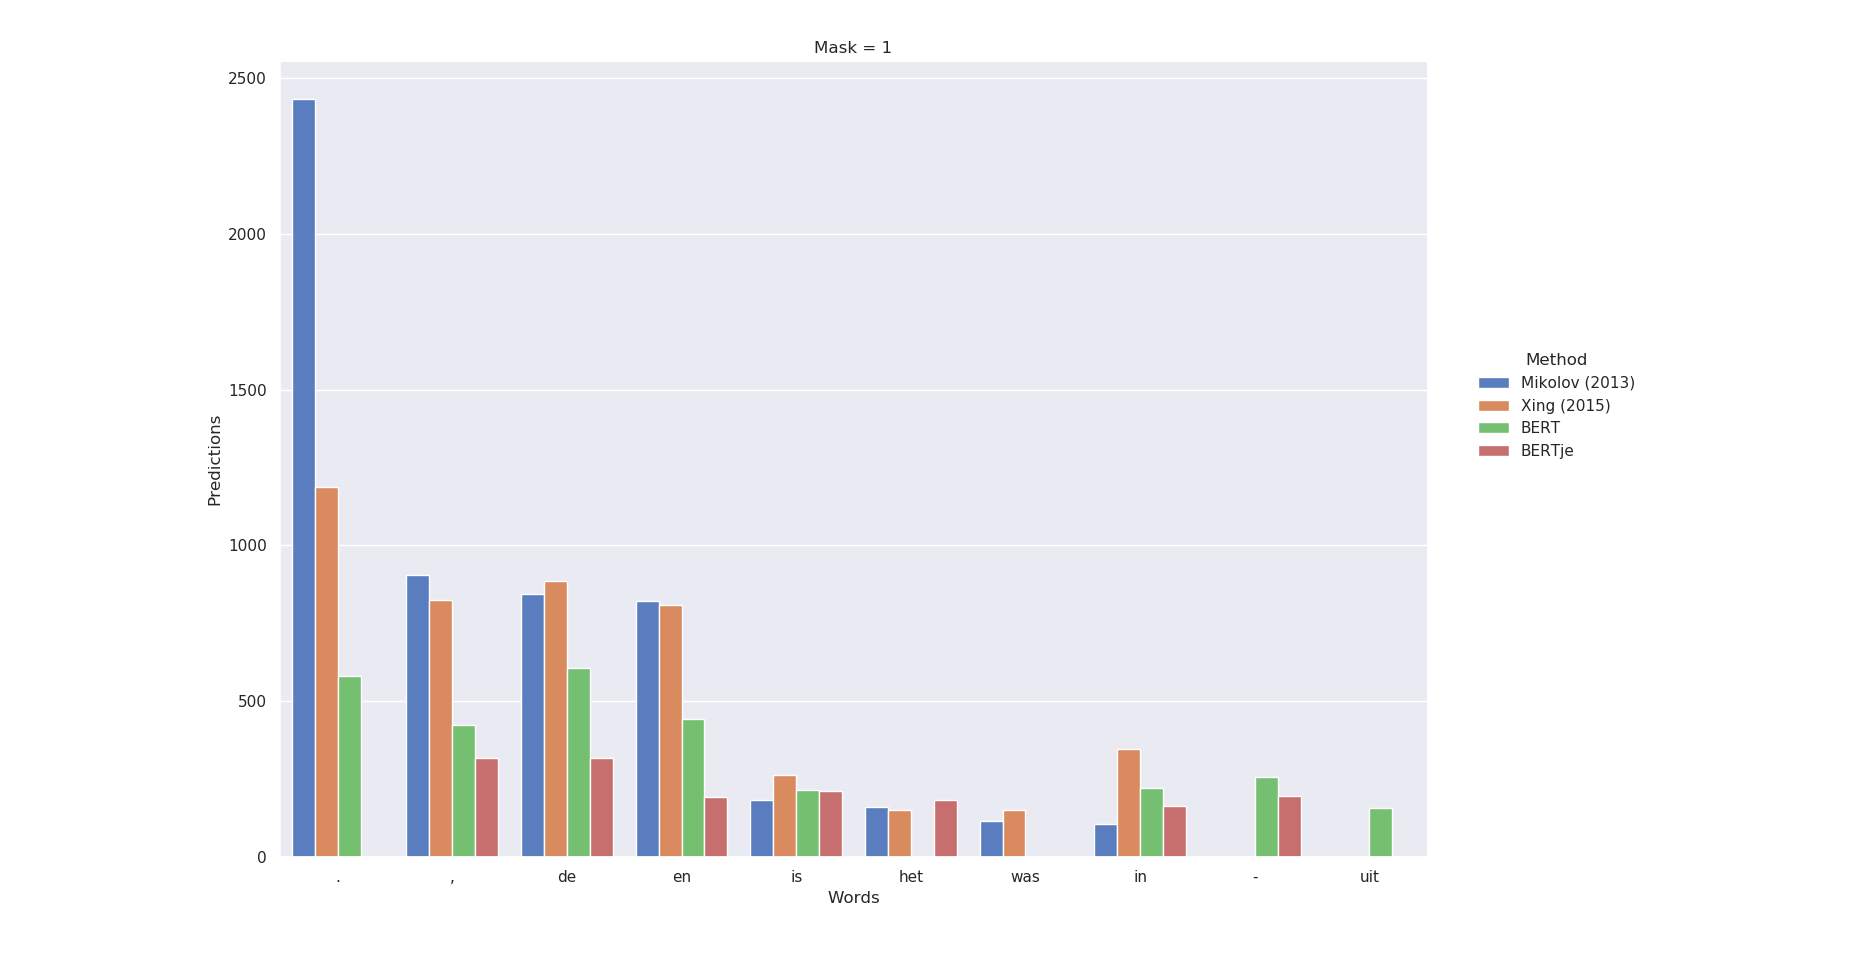 Mask = 1
2500
2000
1500
1000
500
0
Predictions
. , de en is het was in - uit
Words
Method
Mikolov (2013)
Xing (2015)
BERT
BERTje